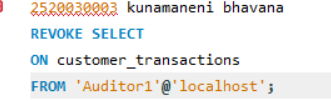 2520030003 kunamaneni bhavana
REVOKE SELECT
ON customer_transactions
FROM 'Auditor1'@'localhost';